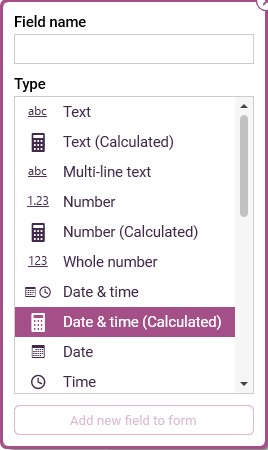 Field name
Type
abc Text
Text (Calculated)
abc Multi-line text
1.23 Number
Number (Calculated)
123 Whole number
Date & time
Date & time (Calculated)
Date
Time
Add new field to form